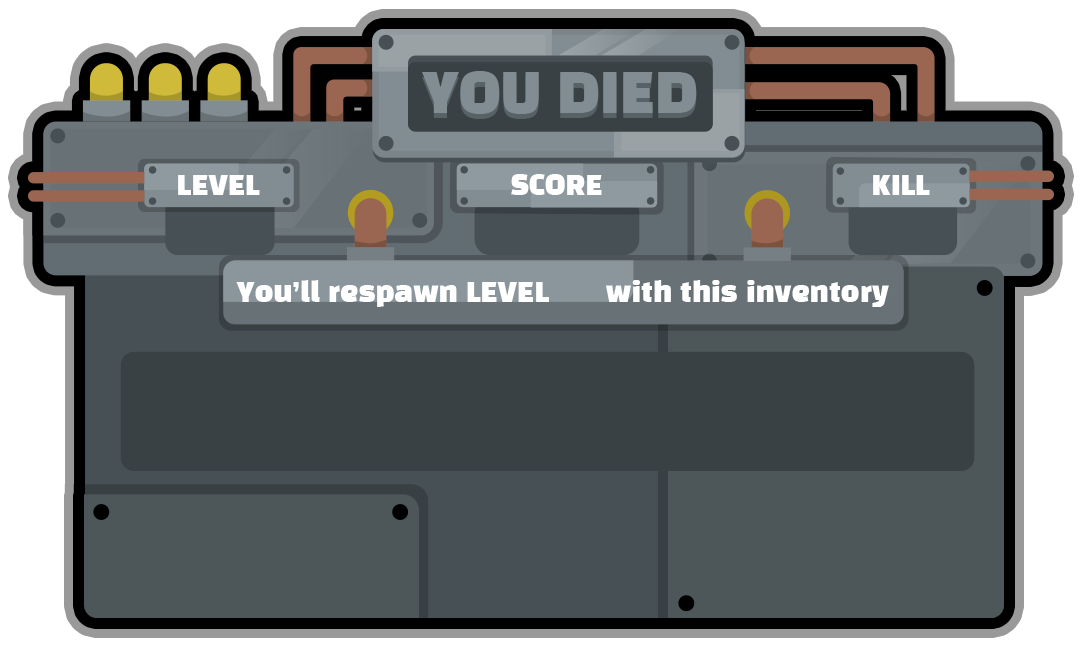 YOU DIED
LEVEL
SCORE
KILL
You'll respawn LEVEL with this inventory